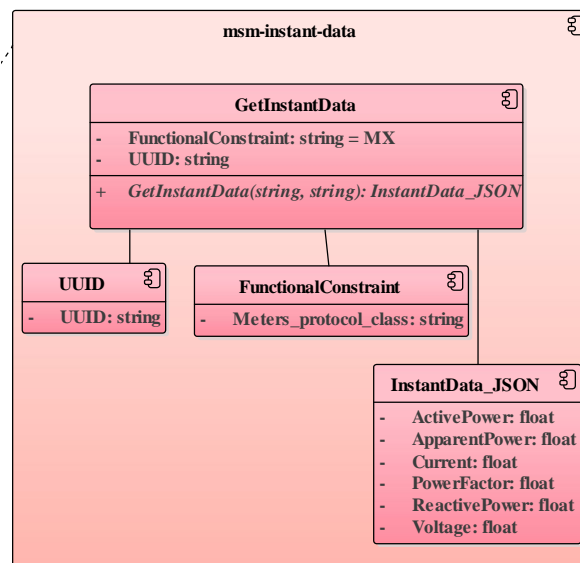 msm-instant-data
GetInstantData
- FunctionalConstraint: string = MX
- UUID: string
+ GetInstantData(string, string): InstantData_JSON
UUID
- UUID: string
FunctionalConstraint
- Meters_protocol_class: string
InstantData_JSON
- ActivePower: float
- ApparentPower: float
- Current: float
- PowerFactor: float
- ReactivePower: float
- Voltage: float